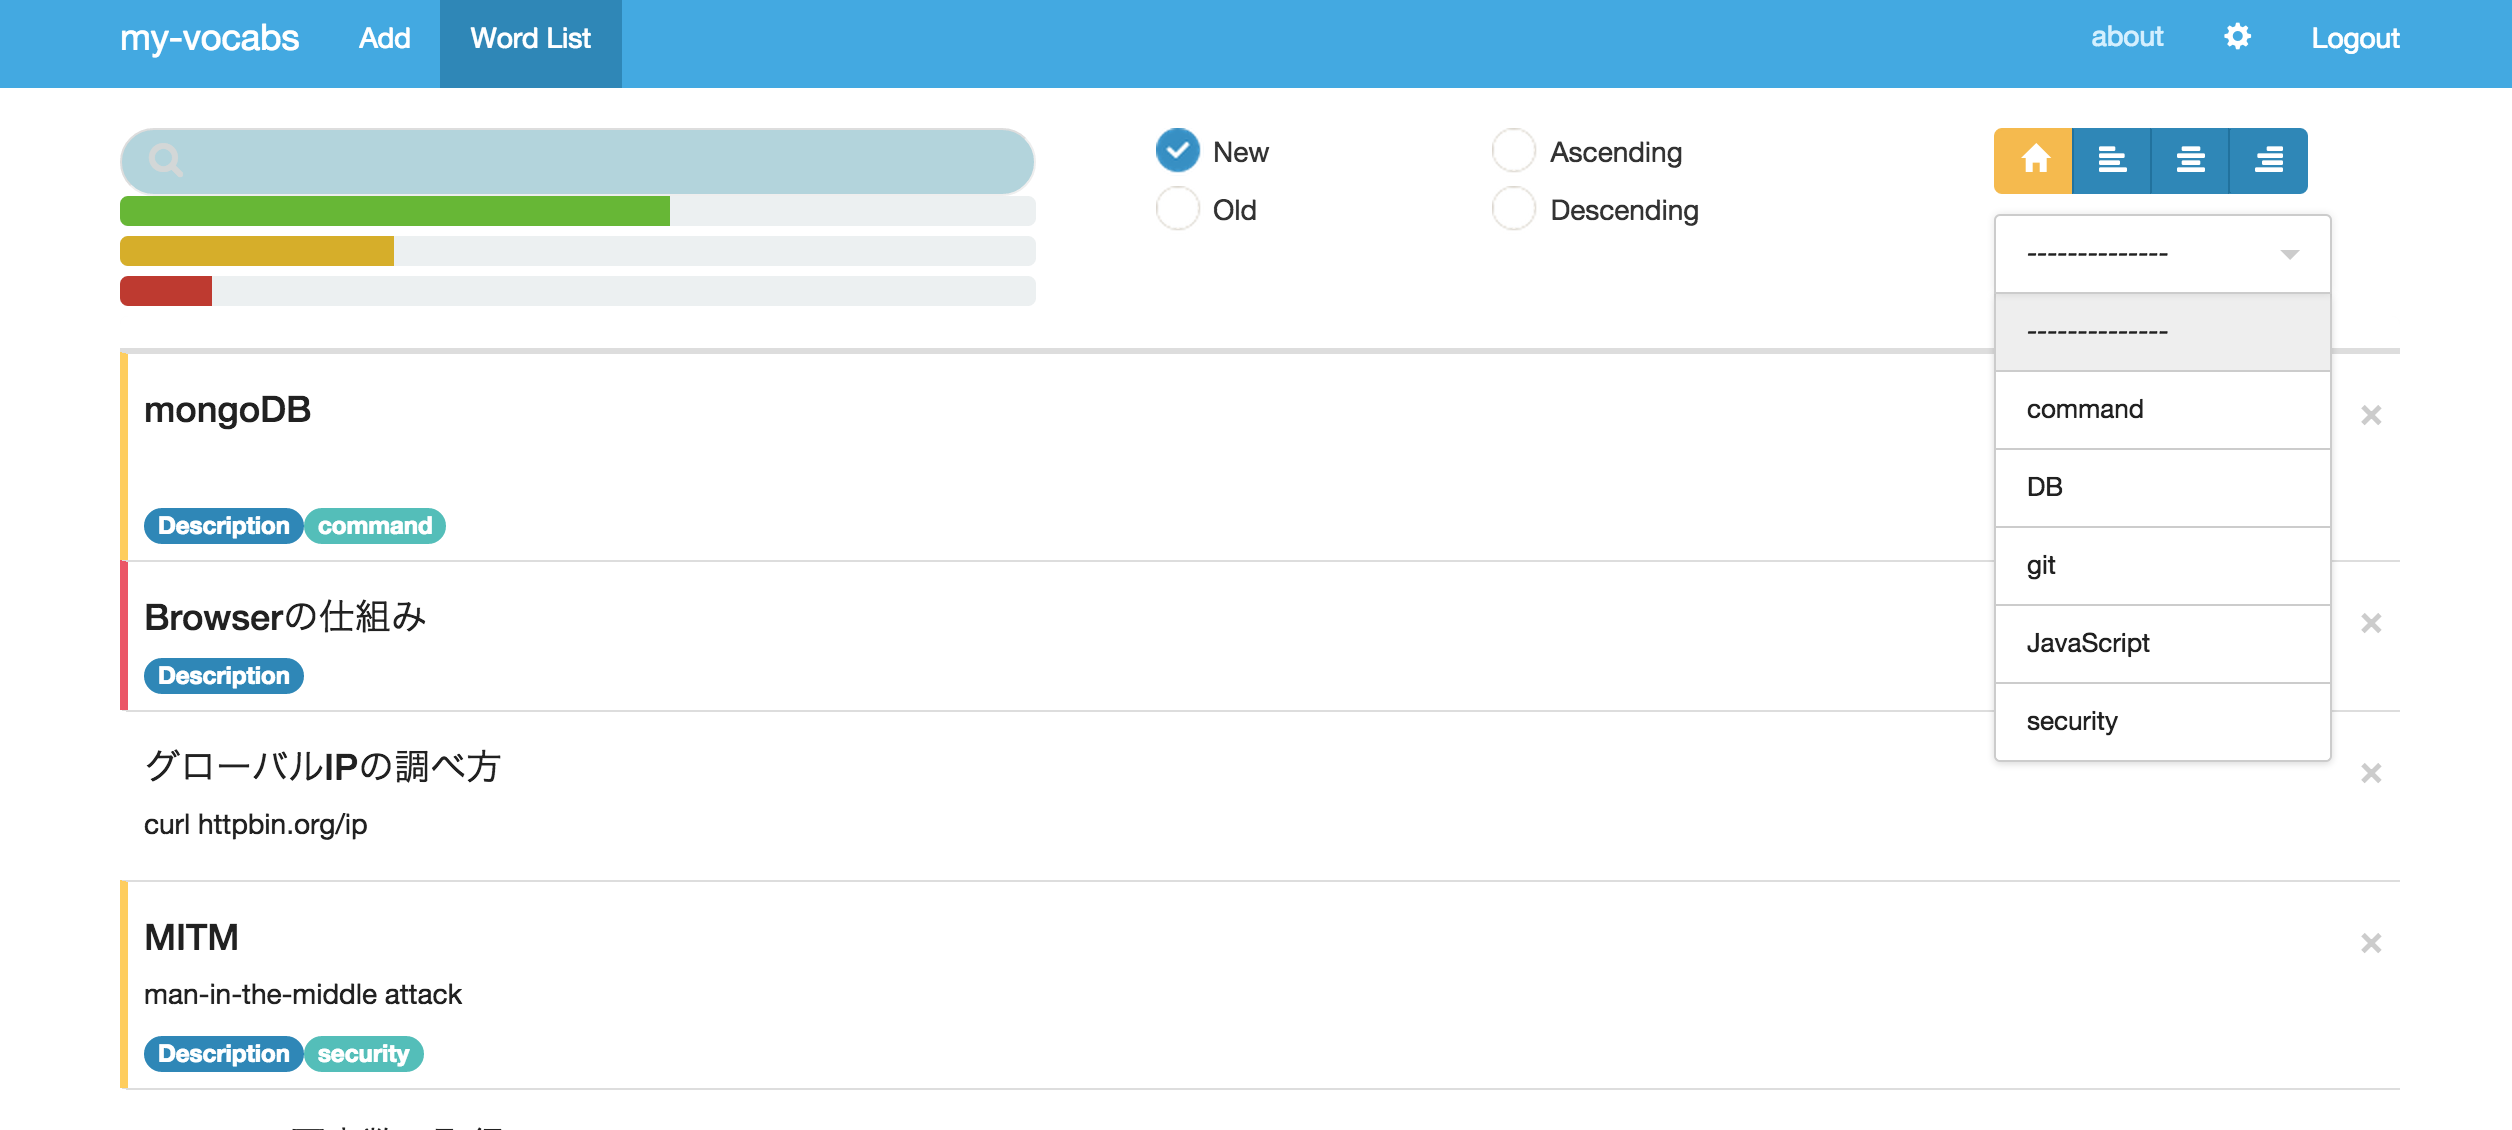 my-vocabs Add Word List about Logout
New Ascending
Old Descending
--------------
--------------
command
DB
git
JavaScript
security
mongoDB
Description command
Browserの仕組み
Description
グローバルIPの調べ方
curl httpbin.org/ip
MITM
man-in-the-middle attack
Description security